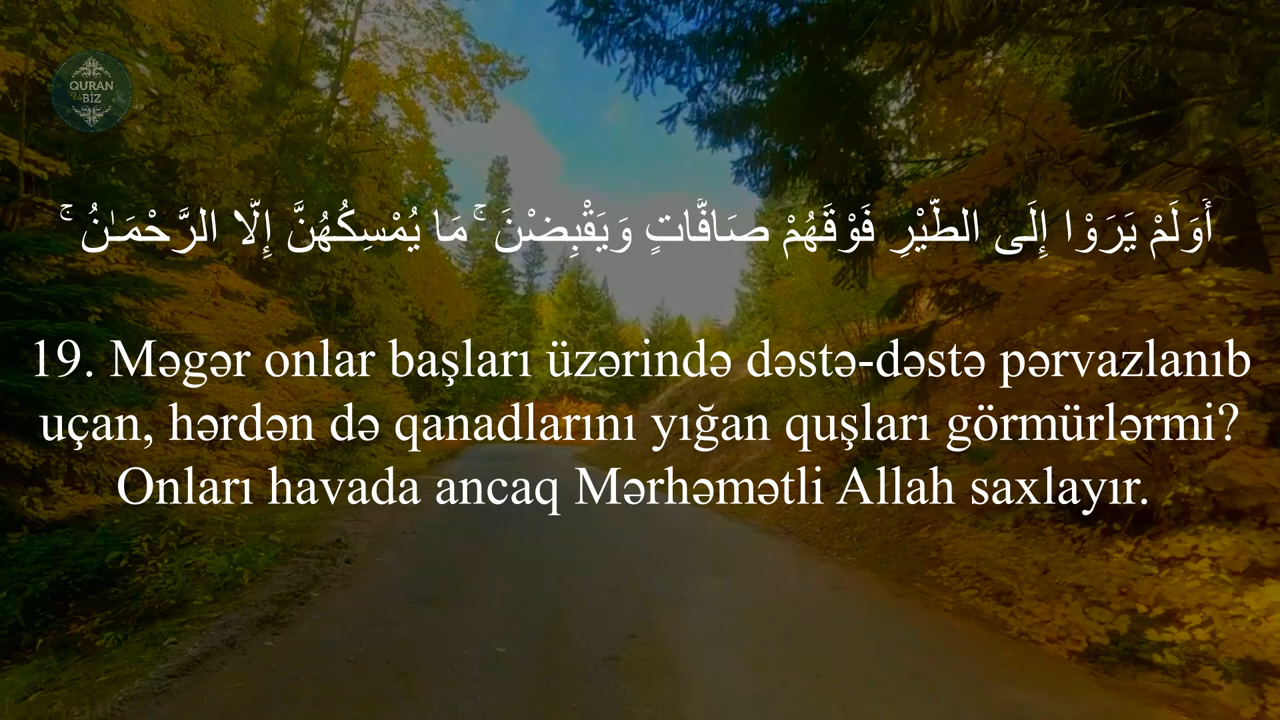 QURAN
BİZ
أَوَلَمْ يَرَوْا إِلَى الطَّيْرِ فَوْقَهُمْ صَافَّاتٍ وَيَقْبِضْنَ ۚ مَا يُمْسِكُهُنَّ إِلَّا الرَّحْمَـٰنُ ۚ
19. Məgər onlar başları üzərində dəstə-dəstə pərvazlanıb
uçan, hərdən də qanadlarını yığan quşları görmürlərmi?
Onları havada ancaq Mərhəmətli Allah saxlayır.